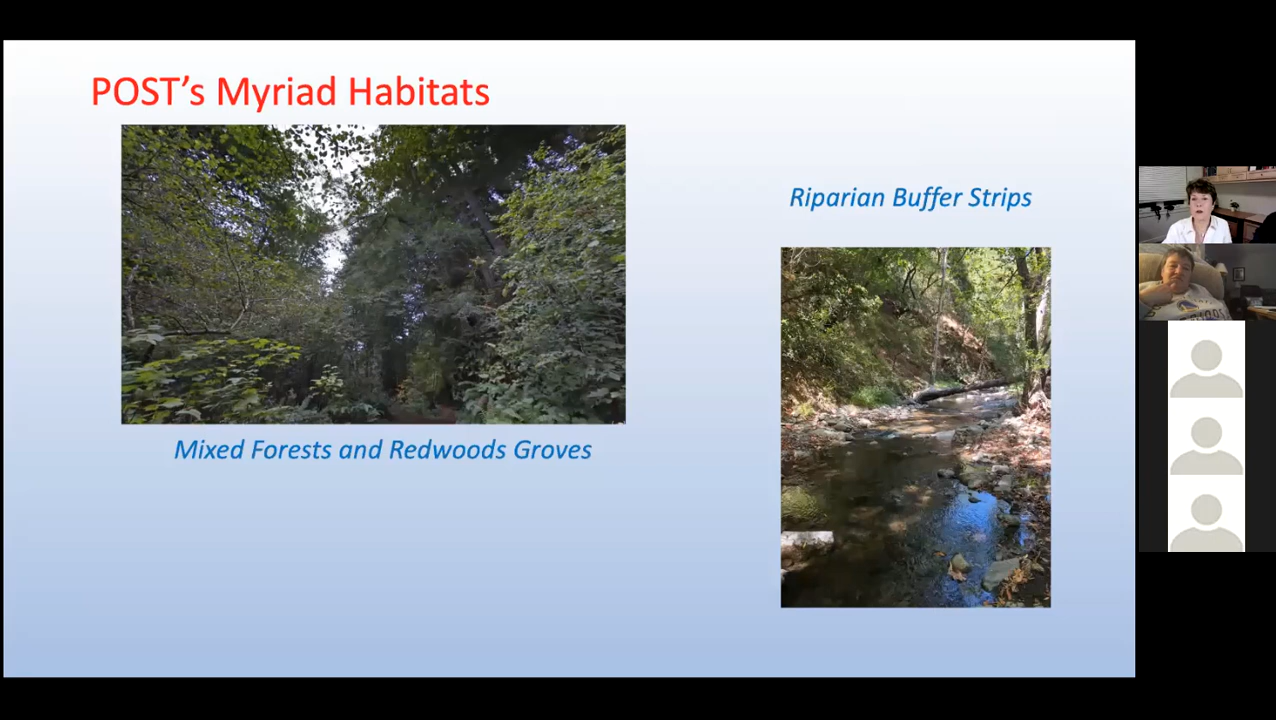 POST's Myriad Habitats
Riparian Buffer Strips
Mixed Forests and Redwoods Groves